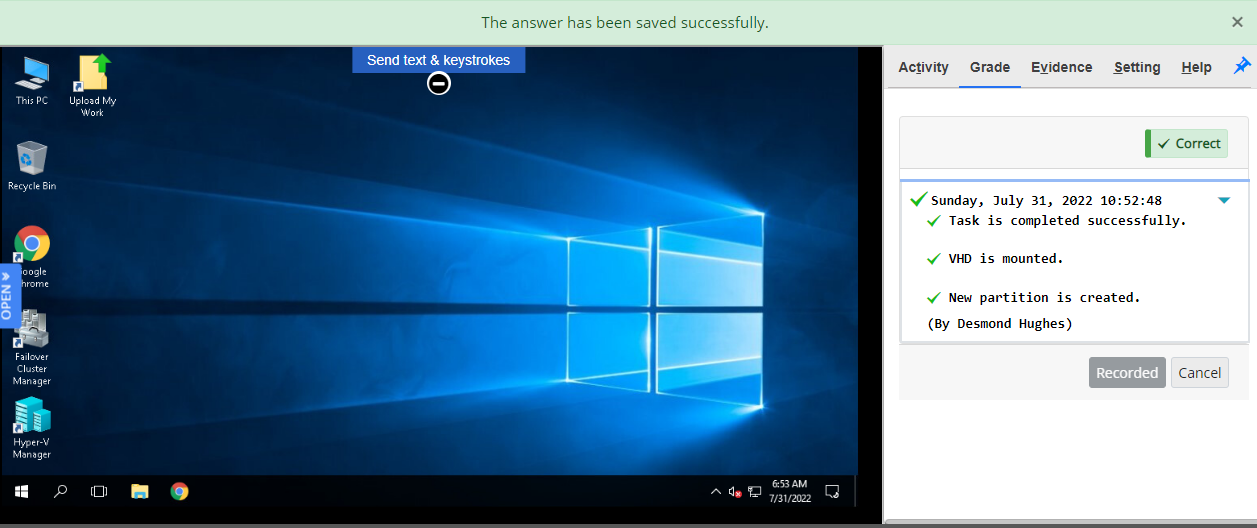 The answer has been saved successfully.
×
Send text & keystrokes
This PC
Upload My
Work
Recycle Bin
Google
Chrome
OPEN
Failover
Cluster
Manager
Hyper-V
Manager
6:53 AM
7/31/2022
Activity Grade Evidence Setting Help
Correct
Sunday, July 31, 2022 10:52:48
Task is completed successfully.
VHD is mounted.
New partition is created.
(By Desmond Hughes)
Recorded Cancel